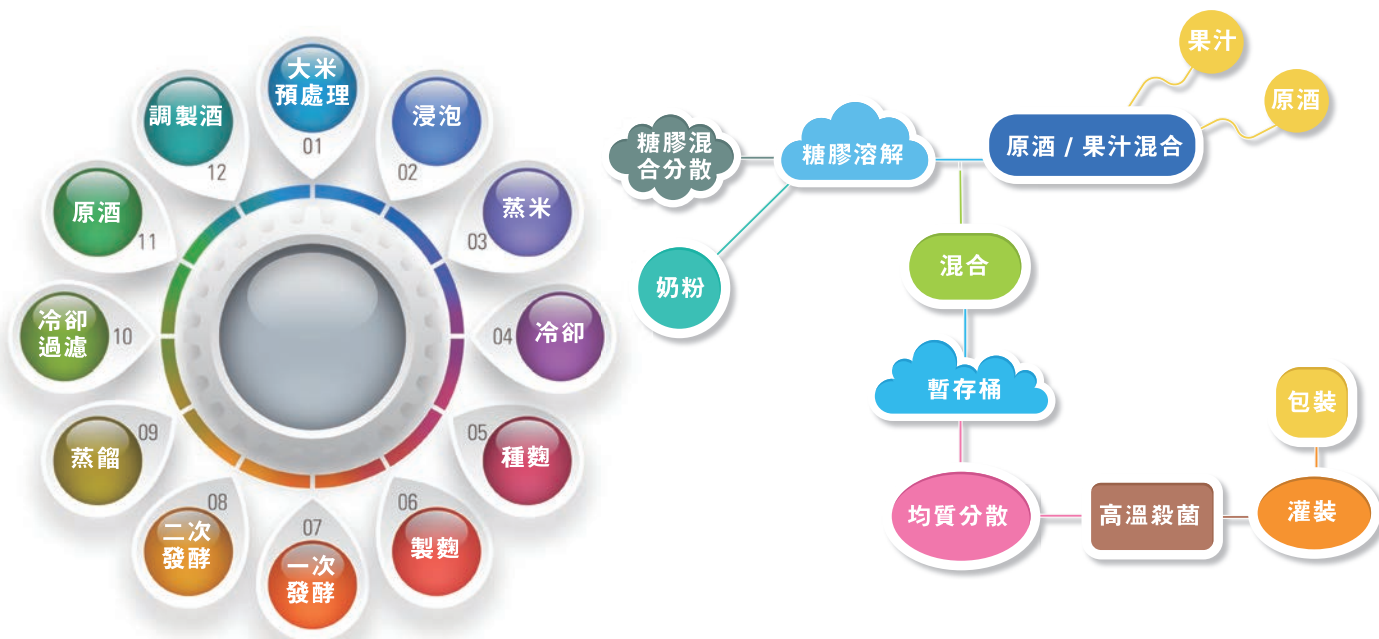 大米
預處理
01
浸泡
02
蒸米
03
冷卻
04
種麴
05
製麴
06
一次
發酵
07
二次
發酵
08
蒸餾
09
冷卻
過濾
10
原酒
11
調製酒
12
果汁
原酒
糖膠混
合分散
糖膠溶解
原酒 / 果汁混合
奶粉
混合
暫存桶
均質分散
高溫殺菌
灌裝
包裝